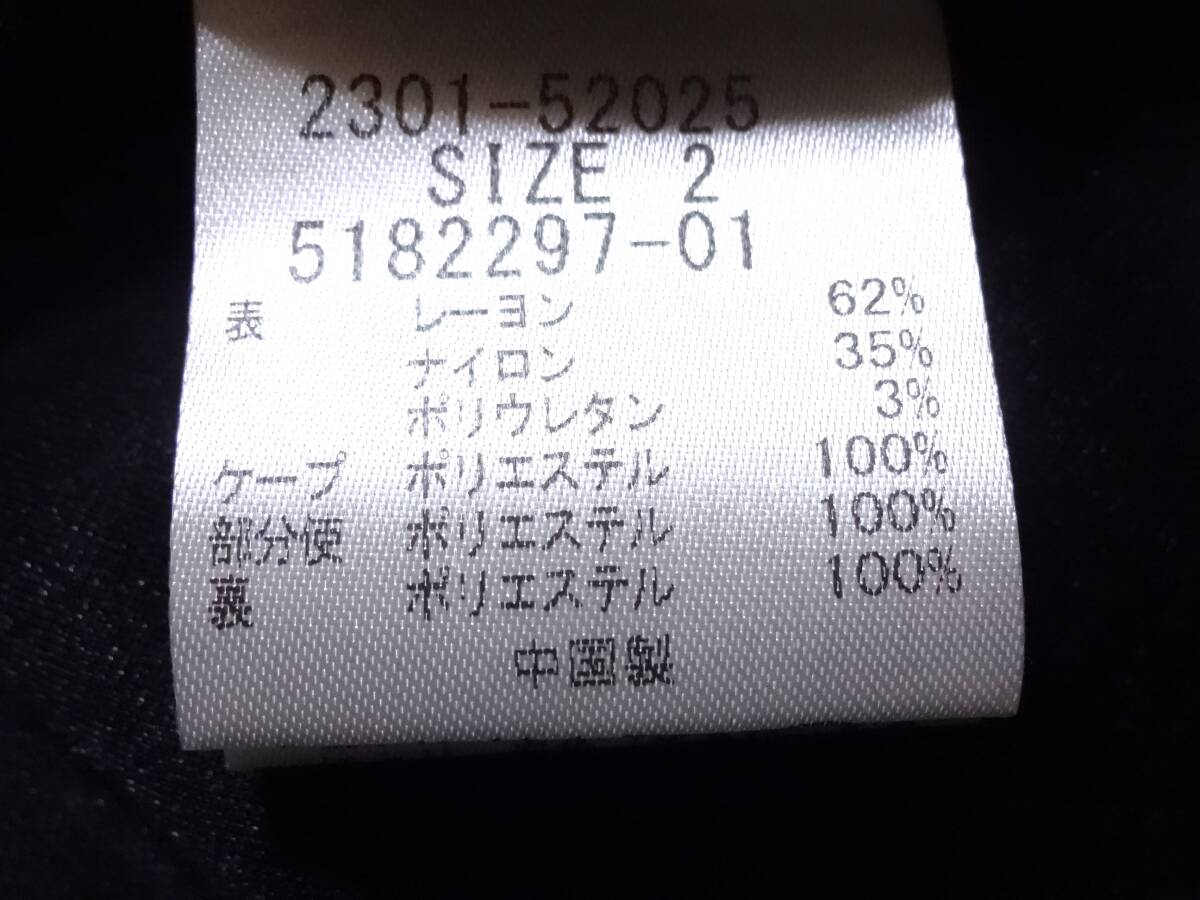 2301-52025
SIZE 2
5182297-01
表 レーヨン 62%
ナイロン 35%
ポリウレタン 3%
ケープ ポリエステル 100%
部分使 ポリエステル 100%
裏 ポリエステル 100%
中国製